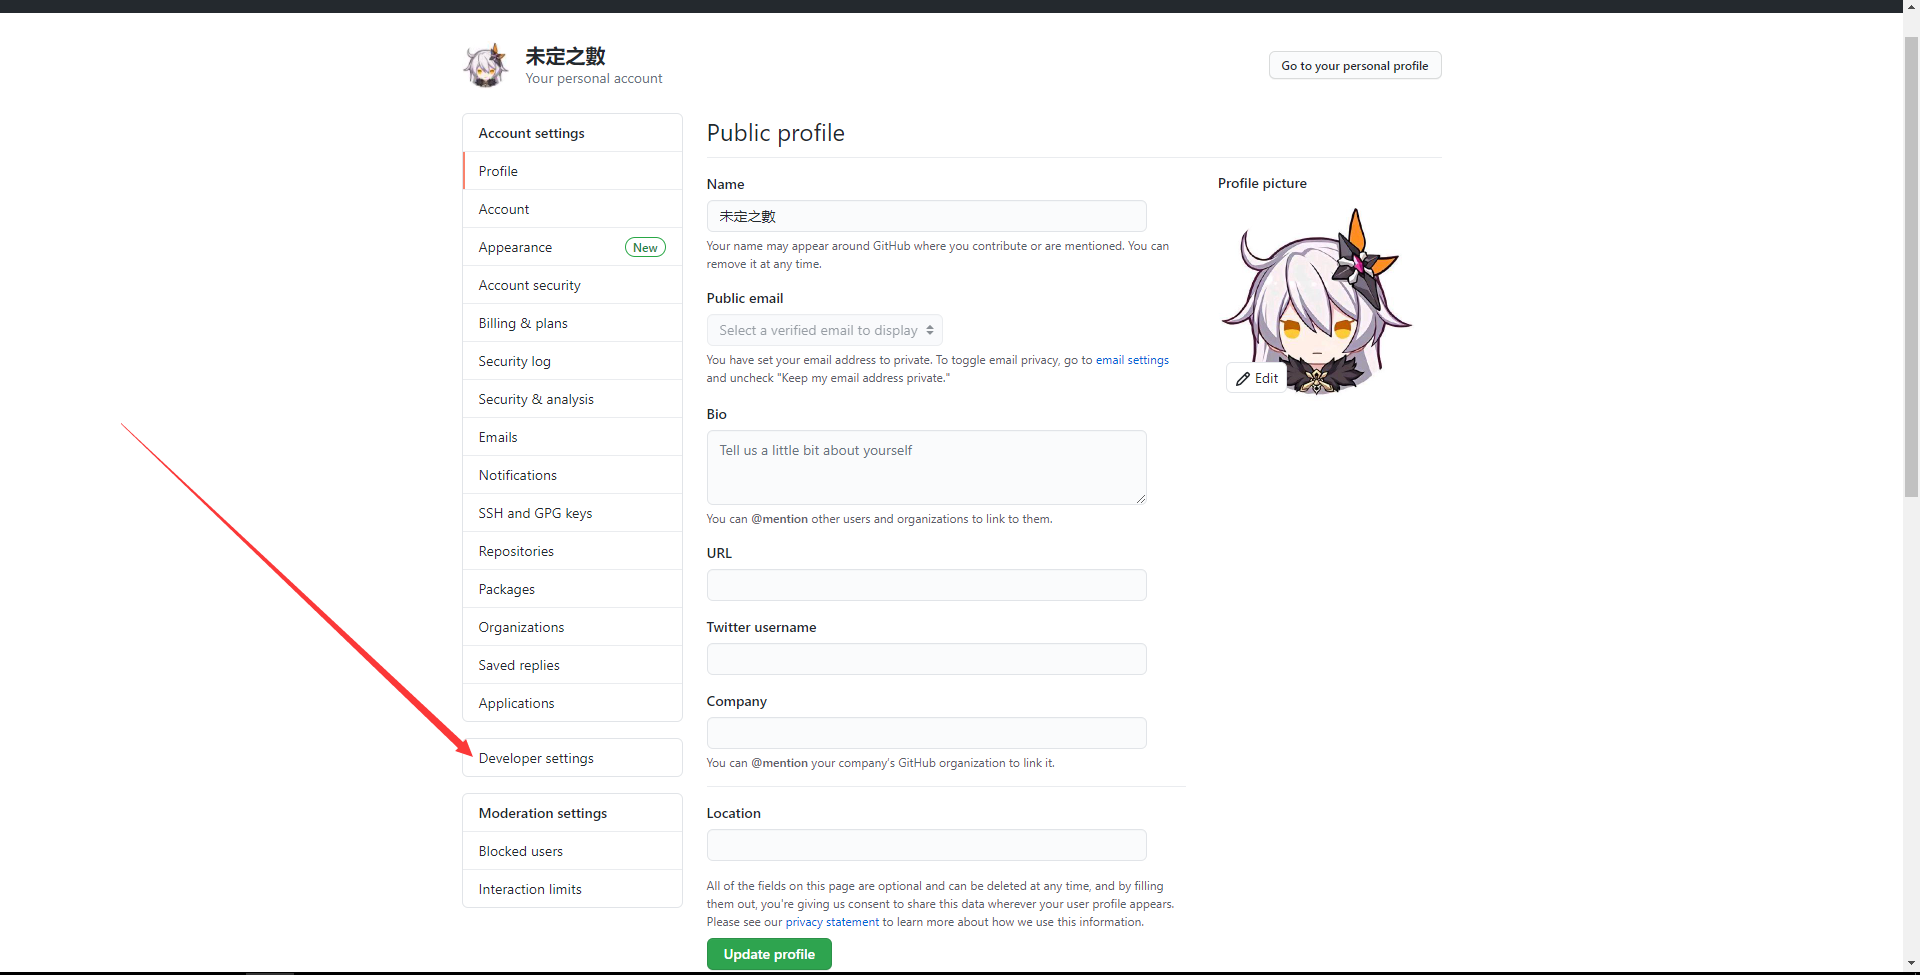 未定之數
Your personal account
Go to your personal profile
Account settings
Profile
Account
Appearance New
Account security
Billing & plans
Security log
Security & analysis
Emails
Notifications
SSH and GPG keys
Repositories
Packages
Organizations
Saved replies
Applications
Developer settings
Moderation settings
Blocked users
Interaction limits
Public profile
Name
未定之數
Your name may appear around GitHub where you contribute or are mentioned. You can
remove it at any time.
Public email
Select a verified email to display
You have set your email address to private. To toggle email privacy, go to email settings
and uncheck "Keep my email address private."
Bio
Tell us a little bit about yourself
You can @mention other users and organizations to link to them.
URL
Twitter username
Company
You can @mention your company's GitHub organization to link it.
Location
All of the fields on this page are optional and can be deleted at any time, and by filling
them out, you're giving us consent to share this data wherever your user profile appears.
Please see our privacy statement to learn more about how we use this information.
Update profile
Profile picture
Edit